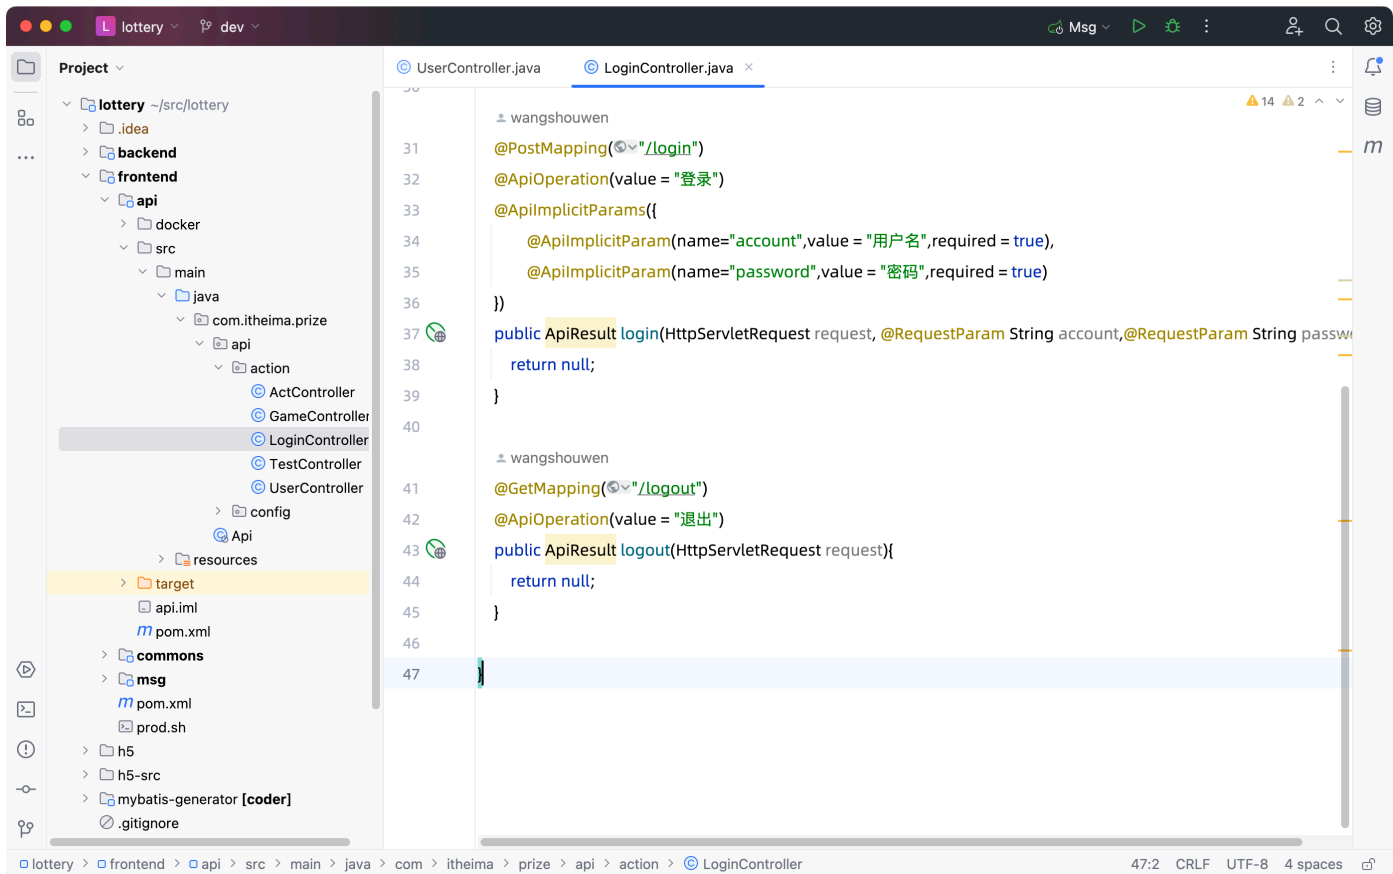 L lottery dev Msg
Project
UserController.java LoginController.java
lottery ~/src/lottery
.idea
backend
frontend
api
docker
src
main
java
com.itheima.prize
api
action
ActController
GameController
LoginController
TestController
UserController
config
Api
resources
target
api.iml
pom.xml
commons
msg
pom.xml
prod.sh
h5
h5-src
mybatis-generator [coder]
.gitignore
14 2
wangshouwen
31 @PostMapping("/login")
32 @ApiOperation(value = "登录")
33 @ApiImplicitParams({
34 @ApiImplicitParam(name="account",value = "用户名",required = true),
35 @ApiImplicitParam(name="password",value = "密码",required = true)
36 })
37 public ApiResult login(HttpServletRequest request, @RequestParam String account,@RequestParam String passw
38 return null;
39 }
40
wangshouwen
41 @GetMapping("/logout")
42 @ApiOperation(value = "退出")
43 public ApiResult logout(HttpServletRequest request){
44 return null;
45 }
46
47 }
m
lottery > frontend > api > src > main > java > com > itheima > prize > api > action > LoginController 47:2 CRLF UTF-8 4 spaces